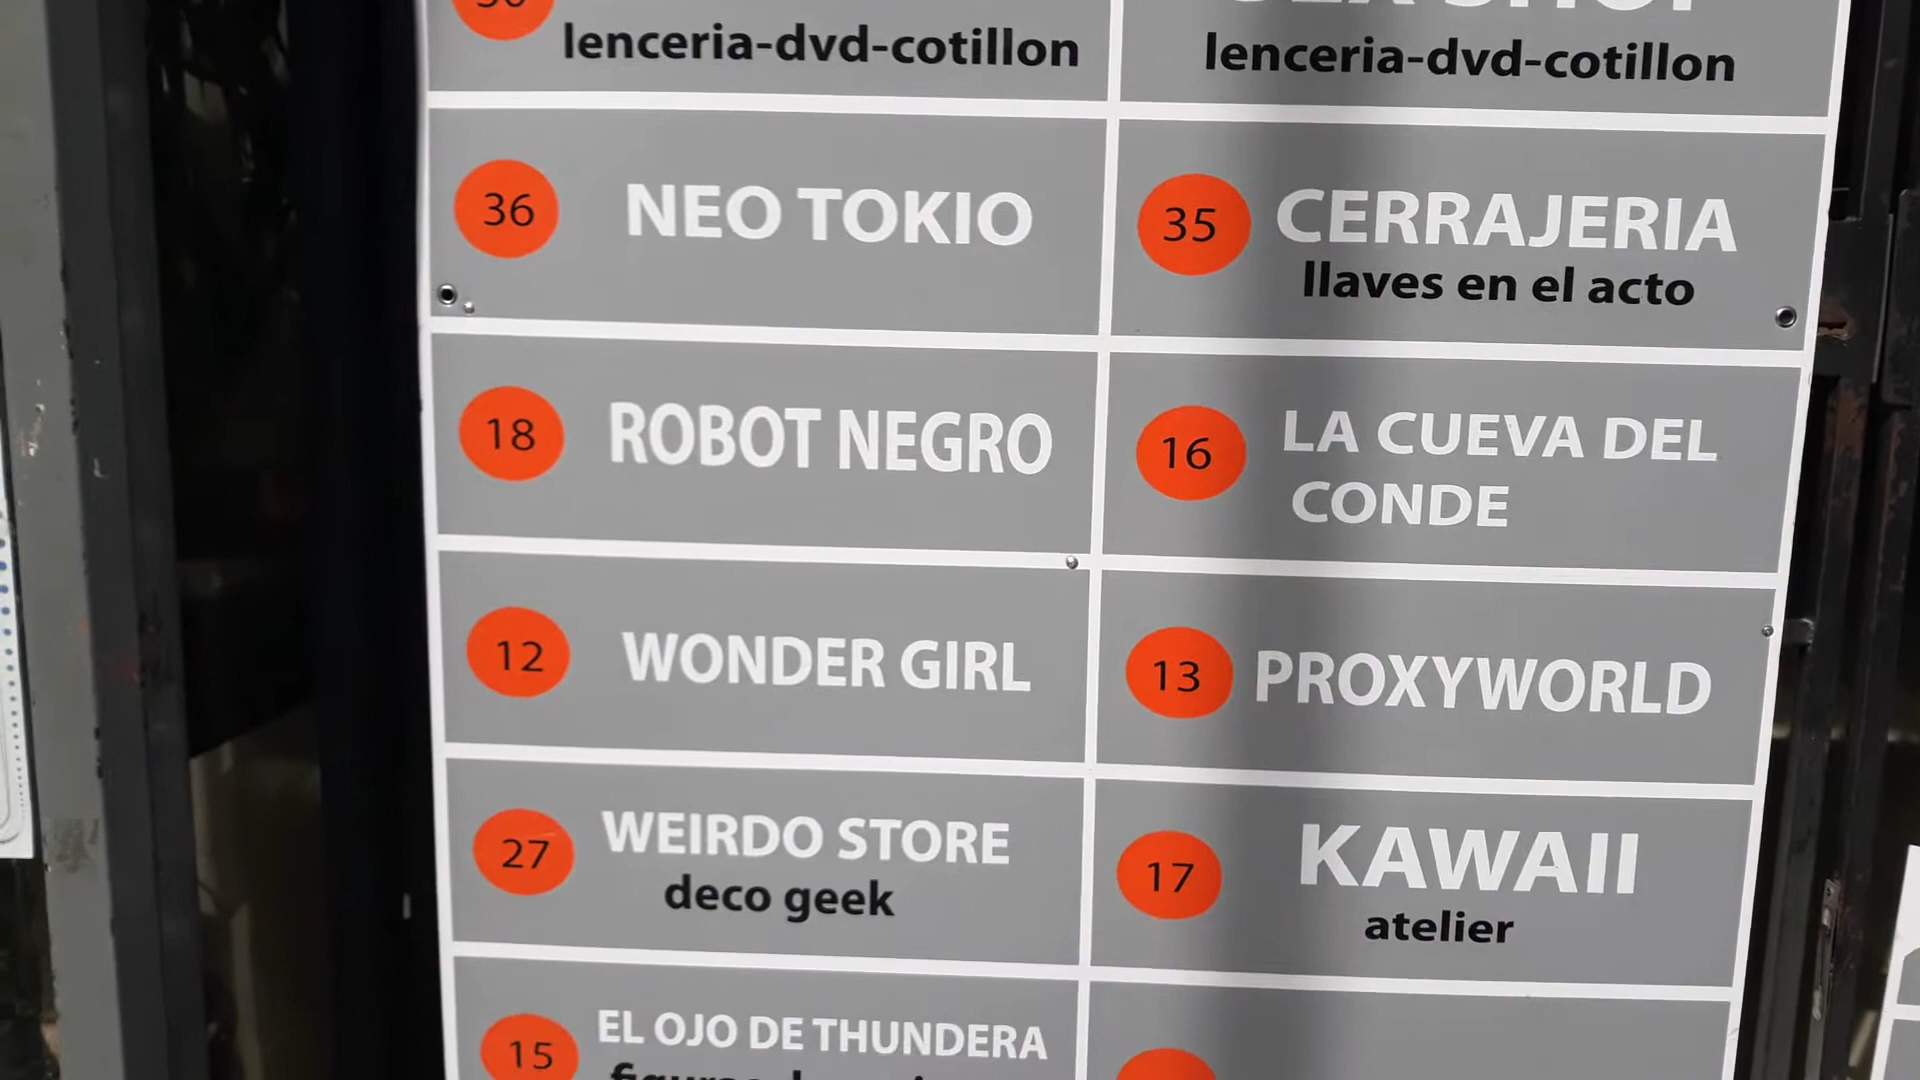 lenceria-dvd-cotillon
lenceria-dvd-cotillon
36 NEO TOKIO
35 CERRAJERIA
llaves en el acto
18 ROBOT NEGRO
16 LA CUEVA DEL
CONDE
12 WONDER GIRL
13 PROXYWORLD
27 WEIRDO STORE
deco geek
17 KAWAII
atelier
15 EL OJO DE THUNDERA